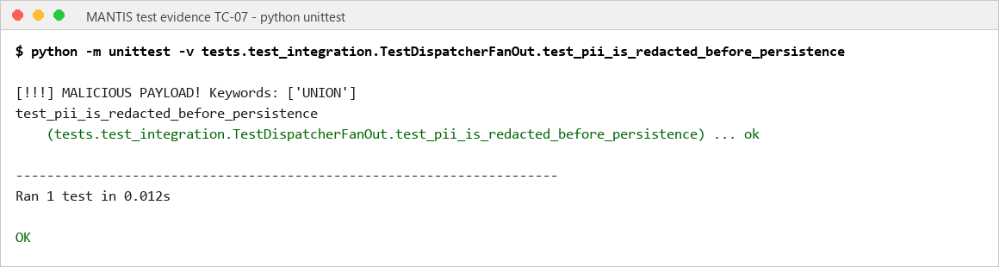 MANTIS test evidence TC-07 - python unittest
$ python -m unittest -v tests.test_integration.TestDispatcherFanOut.test_pii_is_redacted_before_persistence
[!!!] MALICIOUS PAYLOAD! Keywords: ['UNION']
test_pii_is_redacted_before_persistence
(tests.test_integration.TestDispatcherFanOut.test_pii_is_redacted_before_persistence) ... ok
----------------------------------------------------------------------
Ran 1 test in 0.012s
OK